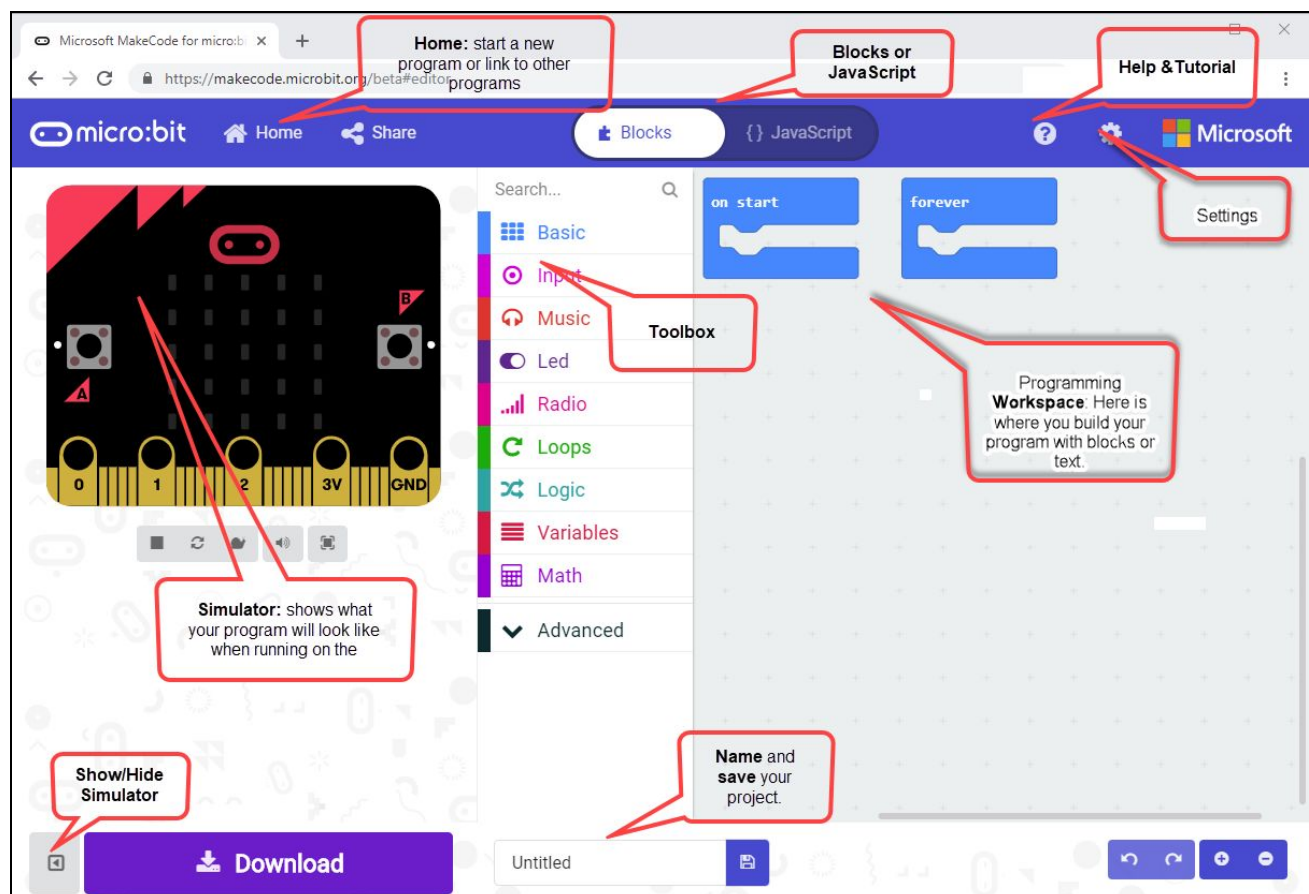 Microsoft MakeCode for micro:bi
Home: start a new
program or link to other
programs
Blocks or
JavaScript
Help & Tutorial
https://makecode.microbit.org/beta#editor
micro:bit
Home
Share
Blocks
{} JavaScript
?
Microsoft
Settings
Search...
Basic
Input
Music
Led
Radio
Loops
Logic
Variables
Math
Advanced
Toolbox
on start
forever
Programming
Workspace: Here is
where you build your
program with blocks or
text.
B
A
0 1 2 3V GND
Simulator: shows what
your program will look like
when running on the
Show/Hide
Simulator
Name and
save your
project.
Download
Untitled